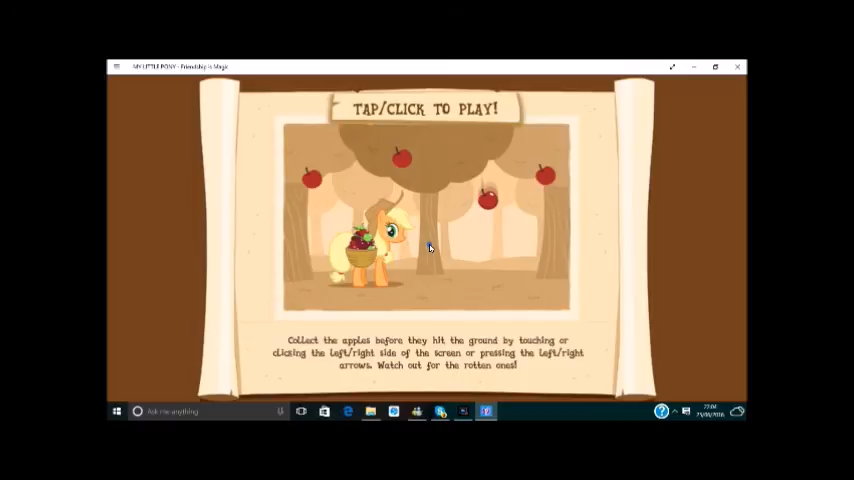 MY LITTLE PONY - Friendship is Magic
TAP/CLICK TO PLAY!
Collect the apples before they hit the ground by touching or
clicking the left/right side of the screen or pressing the left/right
arrows. Watch out for the rotten ones!
Ask me anything